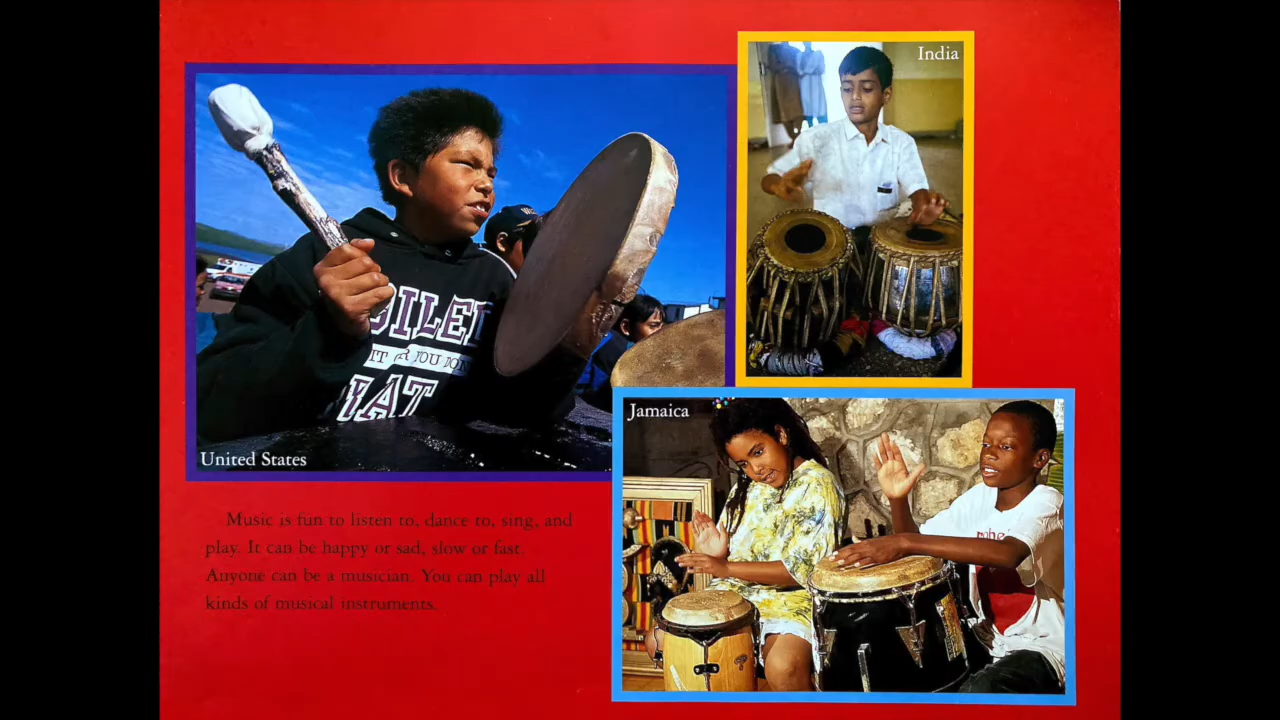 India
United States
Jamaica
Music is fun to listen to, dance to, sing, and
play. It can be happy or sad, slow or fast.
Anyone can be a musician. You can play all
kinds of musical instruments.